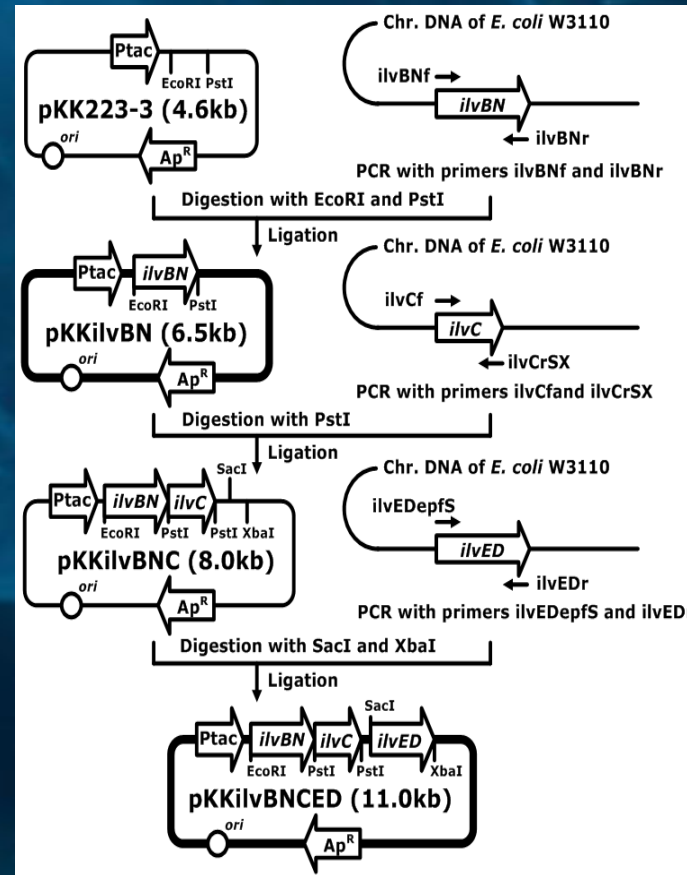 Ptac
EcoRI PstI
pKK223-3 (4.6kb)
ori
Ap^R
Chr. DNA of E. coli W3110
ilvBNf
ilvBN
ilvBNr
PCR with primers ilvBNf and ilvBNr
Digestion with EcoRI and PstI
Ligation
Ptac ilvBN
EcoRI PstI
pKKilvBN (6.5kb)
ori
Ap^R
Chr. DNA of E. coli W3110
ilvCf
ilvC
ilvCrSX
PCR with primers ilvCfand ilvCrSX
Digestion with PstI
Ligation
SacI
Ptac ilvBN ilvC
EcoRI PstI PstI XbaI
pKKilvBNC (8.0kb)
ori
Ap^R
Chr. DNA of E. coli W3110
ilvEDepfS
ilvED
ilvEDr
PCR with primers ilvEDepfS and ilvED
Digestion with SacI and XbaI
Ligation
SacI
Ptac ilvBN ilvC ilvED
EcoRI PstI PstI XbaI
pKKilvBNCED (11.0kb)
ori
Ap^R